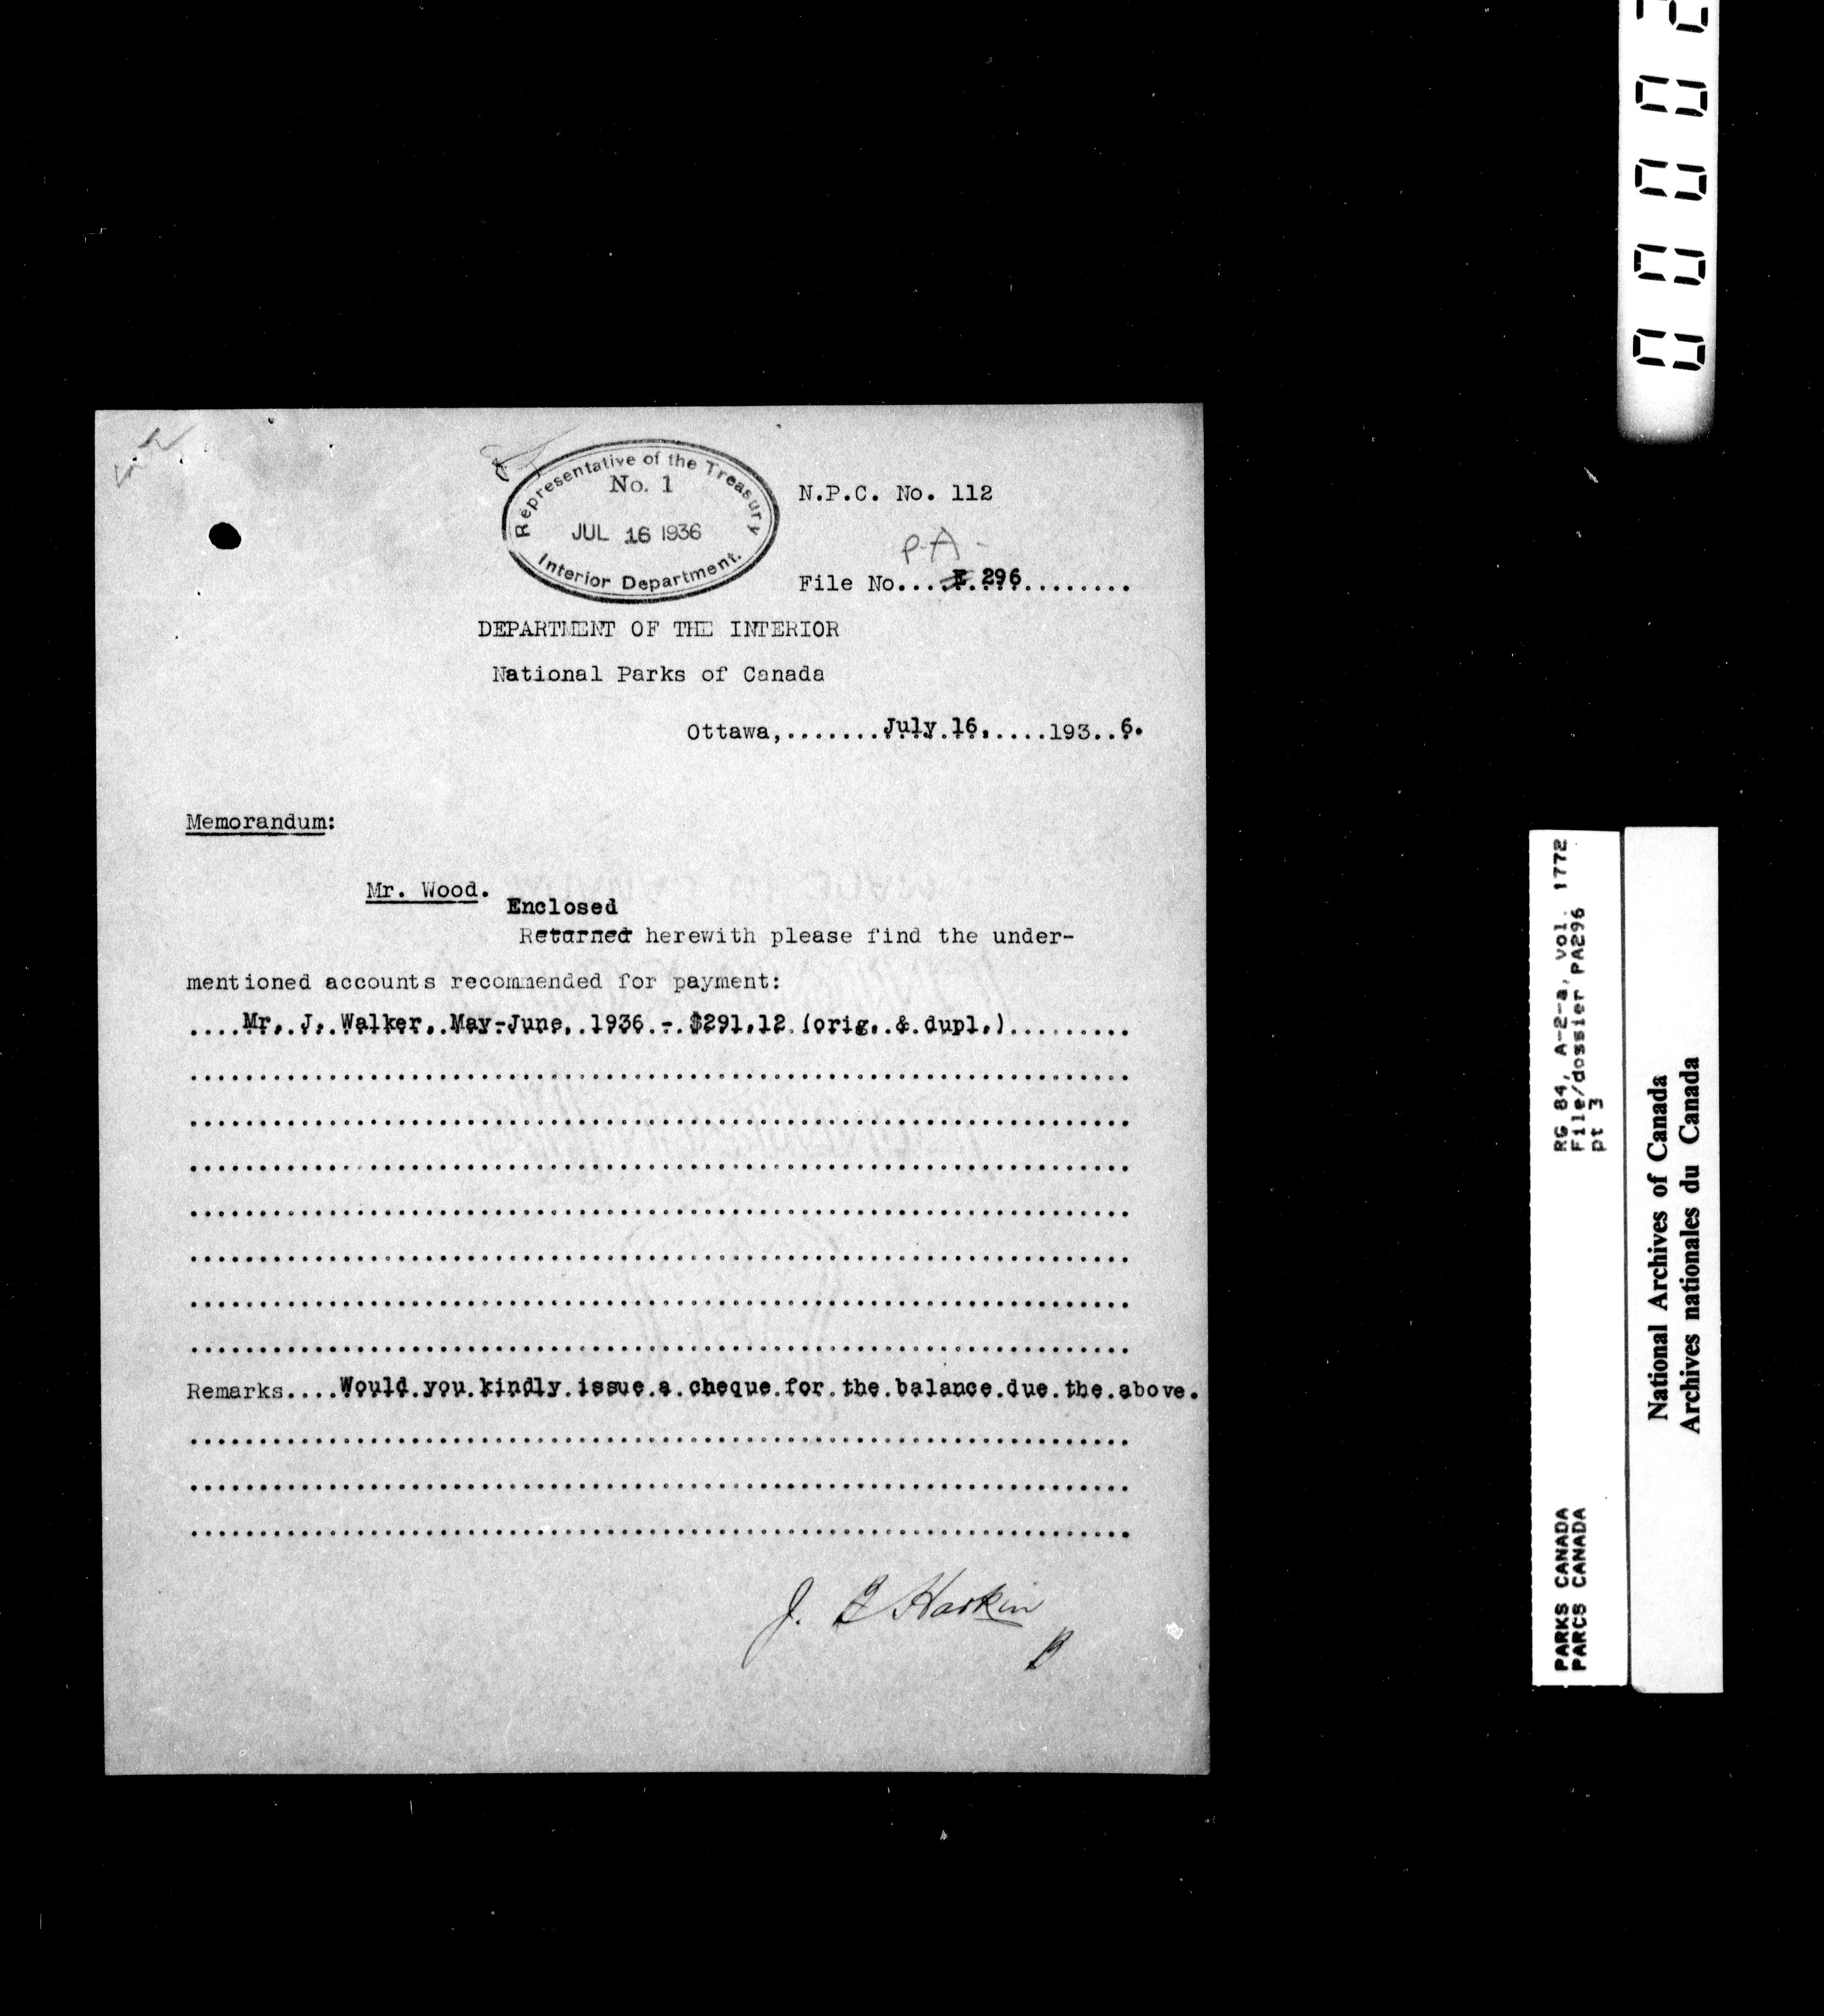 Representative of the Treasury
No. 1
JUL 16 1936
Interior Department.
N.P.C. No. 112
P.A-
File No....E.296.........
DEPARTMENT OF THE INTERIOR
National Parks of Canada
Ottawa,.......July.16,.....193..6.
Memorandum:
Mr. Wood.
Enclosed
Returned herewith please find the under-
mentioned accounts recommended for payment:
....Mr. J. Walker, May-June, 1936 - $291.12 (orig. & dupl.)..........
Remarks....Would you kindly issue a cheque for the balance due the above.
J. B Harkin
RG 84, A-2-a, vol. 1772
File/dossier PA296
pt 3
PARKS CANADA
PARCS CANADA
National Archives of Canada
Archives nationales du Canada